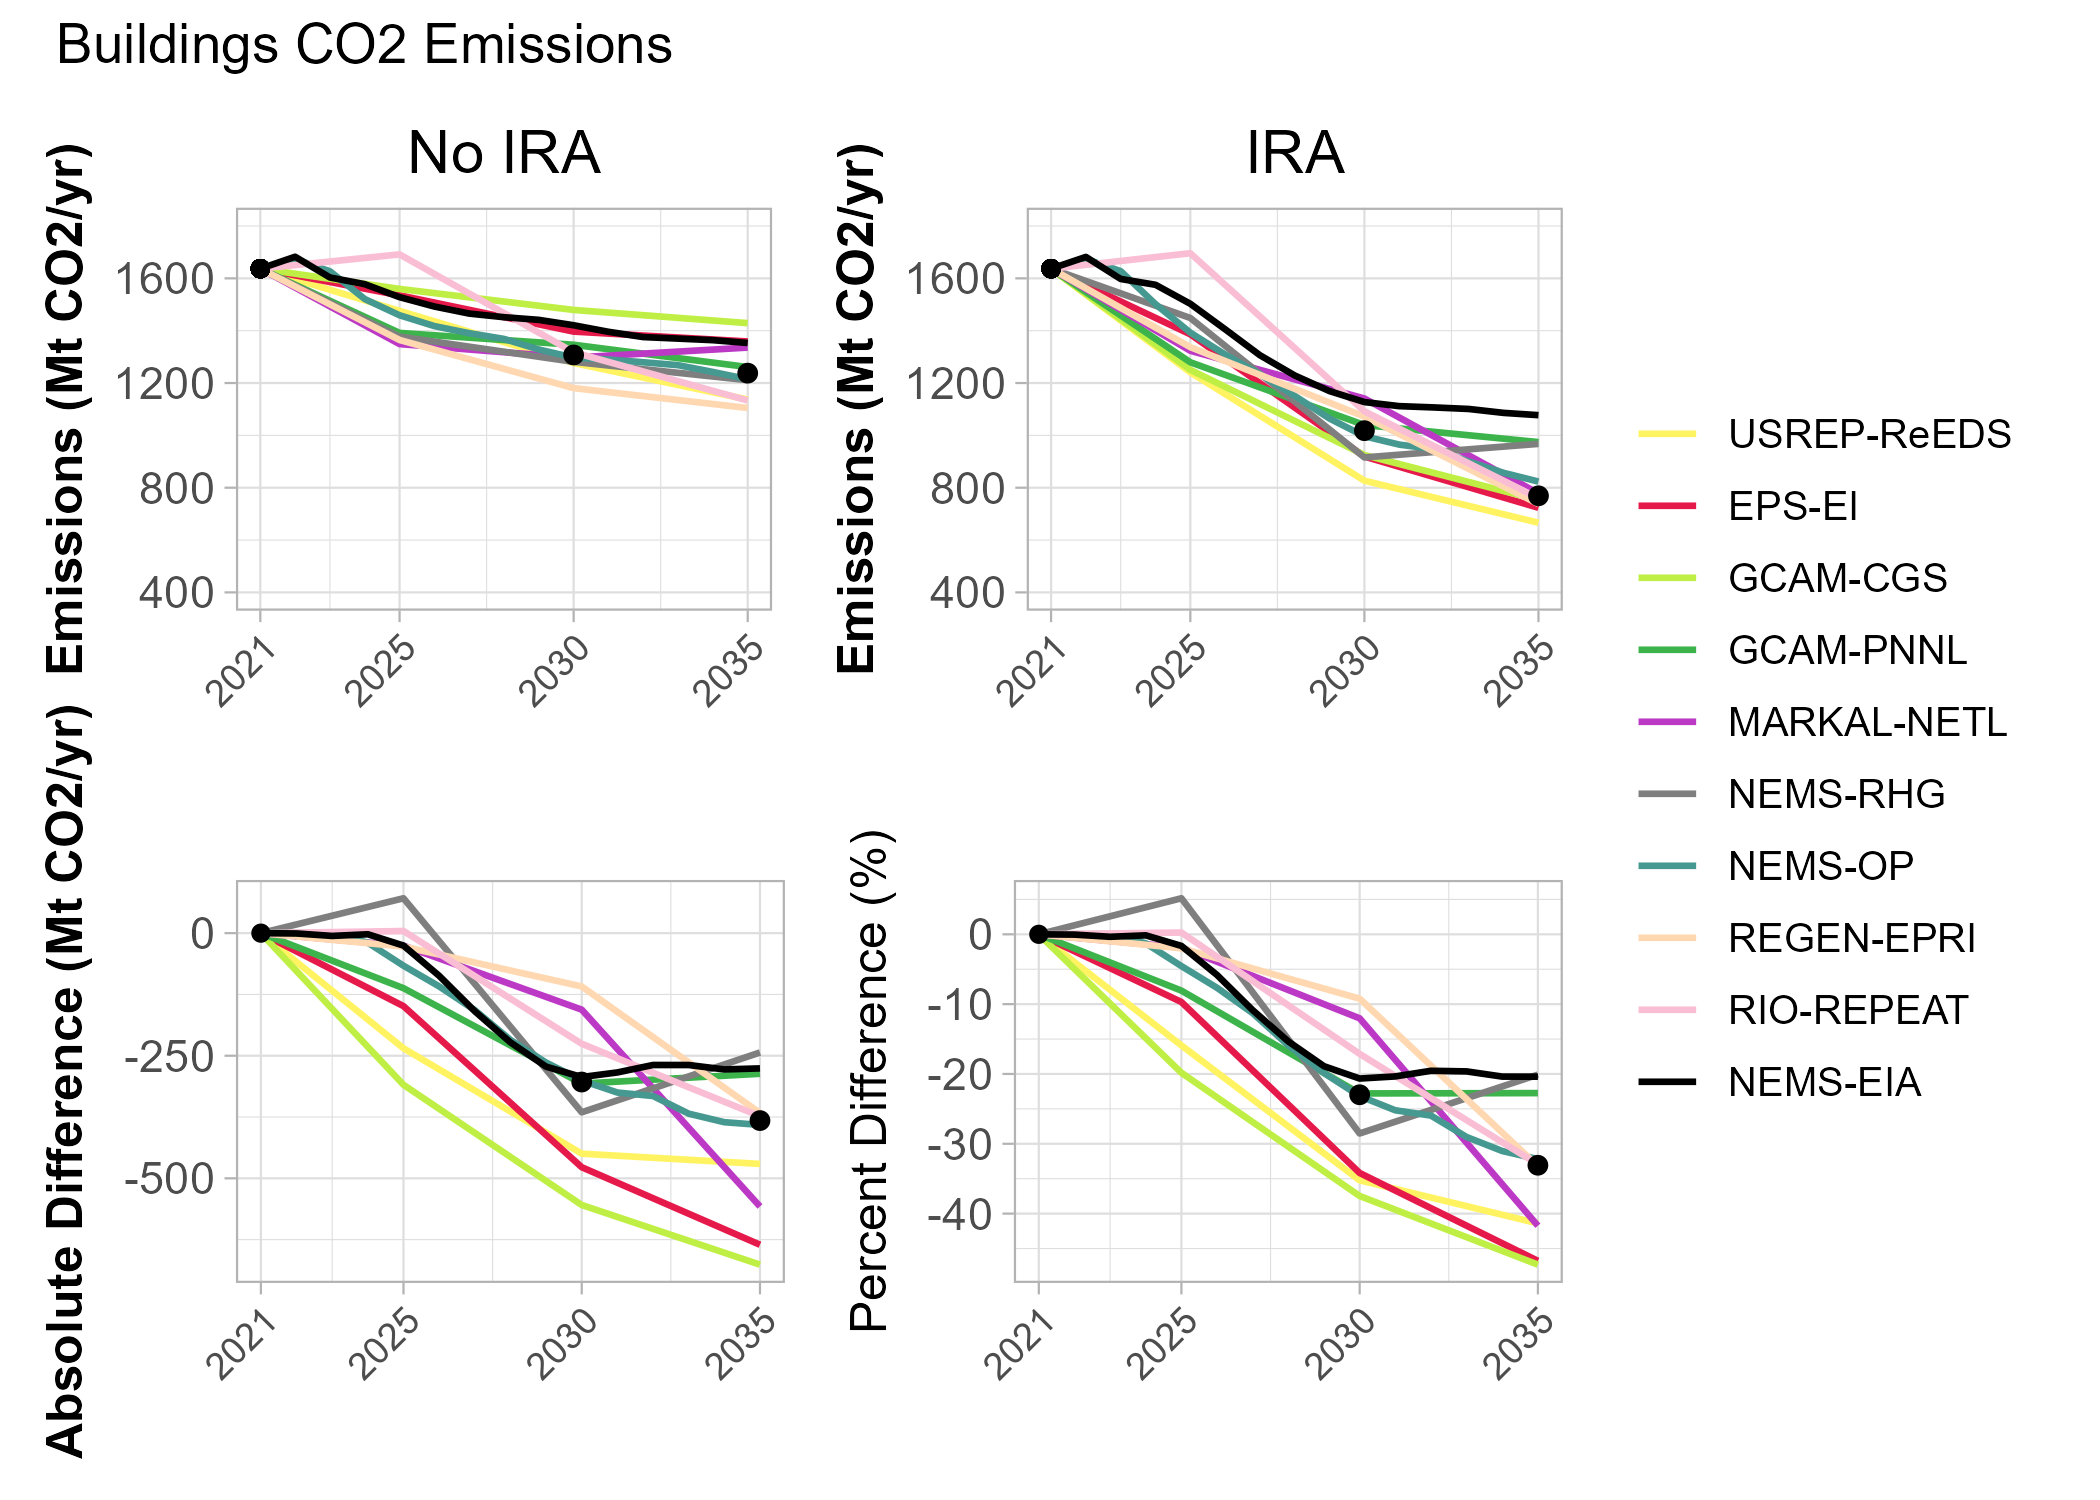 Buildings CO2 Emissions
No IRA
Emissions (Mt CO2/yr)
1600
1200
800
400
2021
2025
2030
2035
IRA
Emissions (Mt CO2/yr)
1600
1200
800
400
2021
2025
2030
2035
Absolute Difference (Mt CO2/yr)
0
-250
-500
2021
2025
2030
2035
Percent Difference (%)
0
-10
-20
-30
-40
2021
2025
2030
2035
USREP-ReEDS
EPS-EI
GCAM-CGS
GCAM-PNNL
MARKAL-NETL
NEMS-RHG
NEMS-OP
REGEN-EPRI
RIO-REPEAT
NEMS-EIA